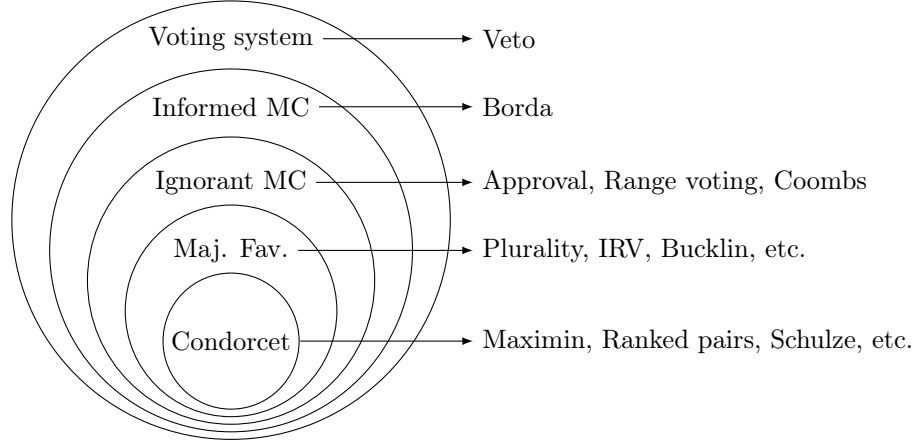 Voting system Veto
Informed MC Borda
Ignorant MC Approval, Range voting, Coombs
Maj. Fav. Plurality, IRV, Bucklin, etc.
Condorcet Maximin, Ranked pairs, Schulze, etc.